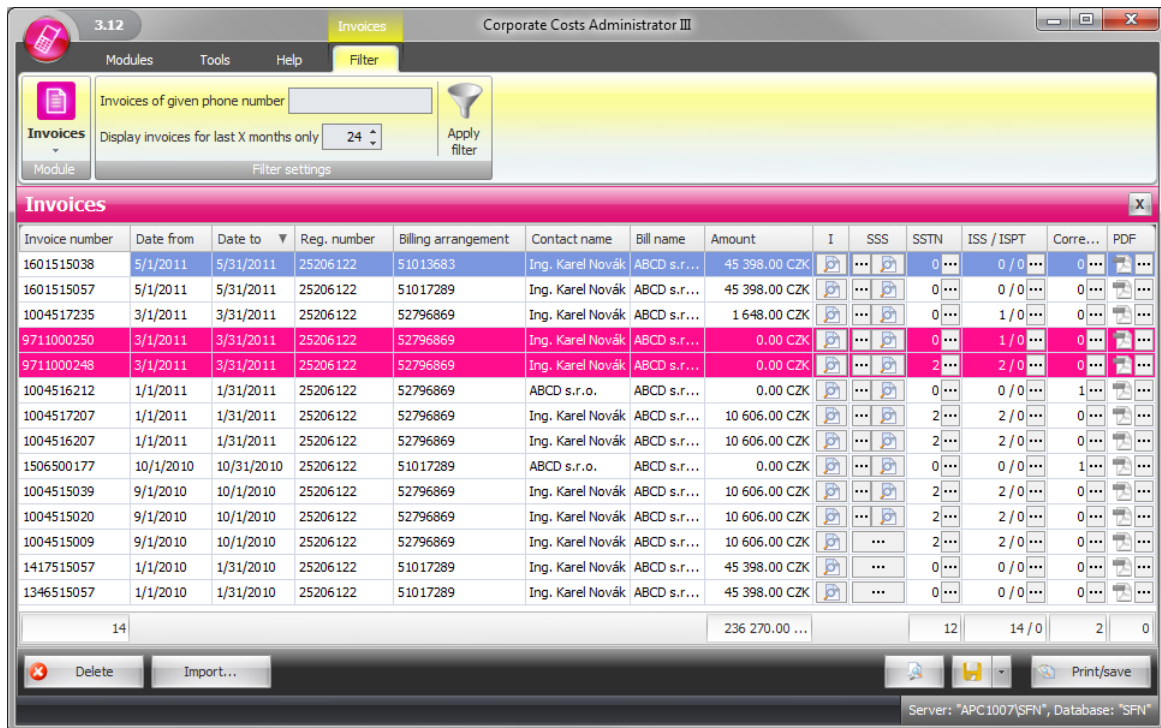 3.12 Invoices Corporate Costs Administrator III
Modules Tools Help Filter
Invoices of given phone number
Invoices Display invoices for last X months only 24 Apply filter
Module Filter settings
Invoices X
Invoice number Date from Date to Reg. number Billing arrangement Contact name Bill name Amount I SSS SSTN ISS / ISPT Corre... PDF
1601515038 5/1/2011 5/31/2011 25206122 51013683 Ing. Karel Novák ABCD s.r... 45 398.00 CZK ... 0 ... 0 / 0 ... 0 ... ...
1601515057 5/1/2011 5/31/2011 25206122 51017289 Ing. Karel Novák ABCD s.r... 45 398.00 CZK ... 0 ... 0 / 0 ... 0 ... ...
1004517235 3/1/2011 3/31/2011 25206122 52796869 Ing. Karel Novák ABCD s.r... 1 648.00 CZK ... 0 ... 1 / 0 ... 0 ... ...
9711000250 3/1/2011 3/31/2011 25206122 52796869 Ing. Karel Novák ABCD s.r... 0.00 CZK ... 0 ... 1 / 0 ... 0 ... ...
9711000248 3/1/2011 3/31/2011 25206122 52796869 Ing. Karel Novák ABCD s.r... 0.00 CZK ... 2 ... 2 / 0 ... 0 ... ...
1004516212 1/1/2011 1/31/2011 25206122 52796869 ABCD s.r.o. ABCD s.r... 0.00 CZK ... 0 ... 0 / 0 ... 1 ... ...
1004517207 1/1/2011 1/31/2011 25206122 52796869 Ing. Karel Novák ABCD s.r... 10 606.00 CZK ... 2 ... 2 / 0 ... 0 ... ...
1004516207 1/1/2011 1/31/2011 25206122 52796869 Ing. Karel Novák ABCD s.r... 10 606.00 CZK ... 2 ... 2 / 0 ... 0 ... ...
1506500177 10/1/2010 10/31/2010 25206122 51017289 ABCD s.r.o. ABCD s.r... 0.00 CZK ... 0 ... 0 / 0 ... 1 ... ...
1004515039 9/1/2010 10/1/2010 25206122 52796869 Ing. Karel Novák ABCD s.r... 10 606.00 CZK ... 2 ... 2 / 0 ... 0 ... ...
1004515020 9/1/2010 10/1/2010 25206122 52796869 Ing. Karel Novák ABCD s.r... 10 606.00 CZK ... 2 ... 2 / 0 ... 0 ... ...
1004515009 9/1/2010 10/1/2010 25206122 52796869 Ing. Karel Novák ABCD s.r... 10 606.00 CZK ... 2 ... 2 / 0 ... 0 ... ...
1417515057 1/1/2010 1/31/2010 25206122 51017289 Ing. Karel Novák ABCD s.r... 45 398.00 CZK ... 0 ... 0 / 0 ... 0 ... ...
1346515057 1/1/2010 1/31/2010 25206122 51017289 Ing. Karel Novák ABCD s.r... 45 398.00 CZK ... 0 ... 0 / 0 ... 0 ... ...
14 236 270.00 ... 12 14 / 0 2 0
Delete Import... Print/save
Server: "APC1007\SFN", Database: "SFN"